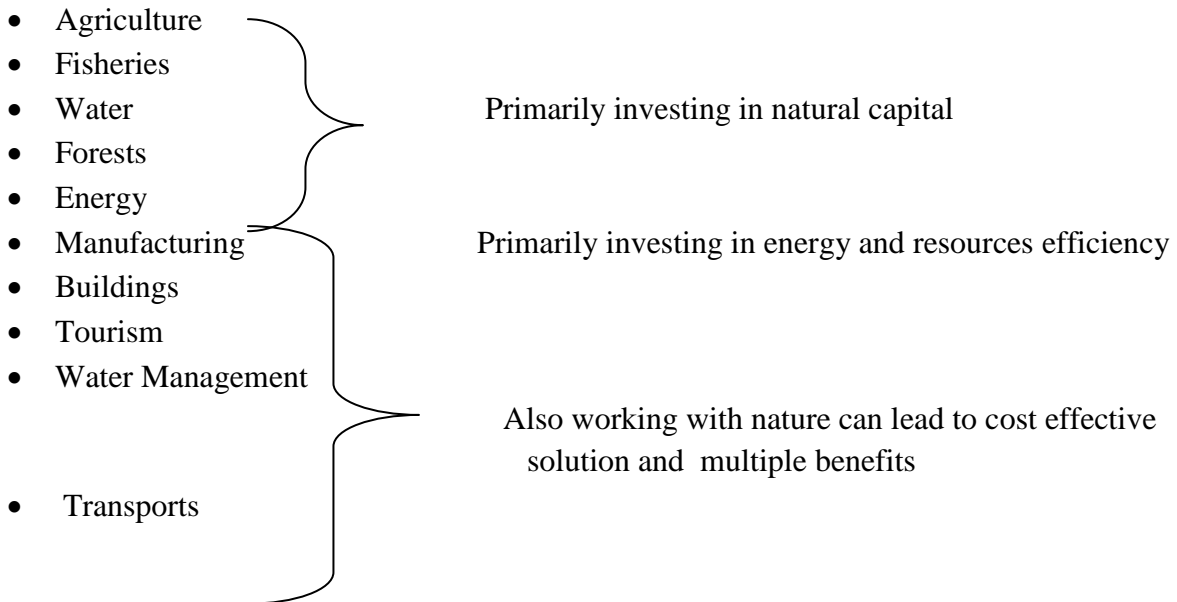 • Agriculture
• Fisheries
• Water Primarily investing in natural capital
• Forests
• Energy
• Manufacturing Primarily investing in energy and resources efficiency
• Buildings
• Tourism
• Water Management
Also working with nature can lead to cost effective
solution and multiple benefits
• Transports